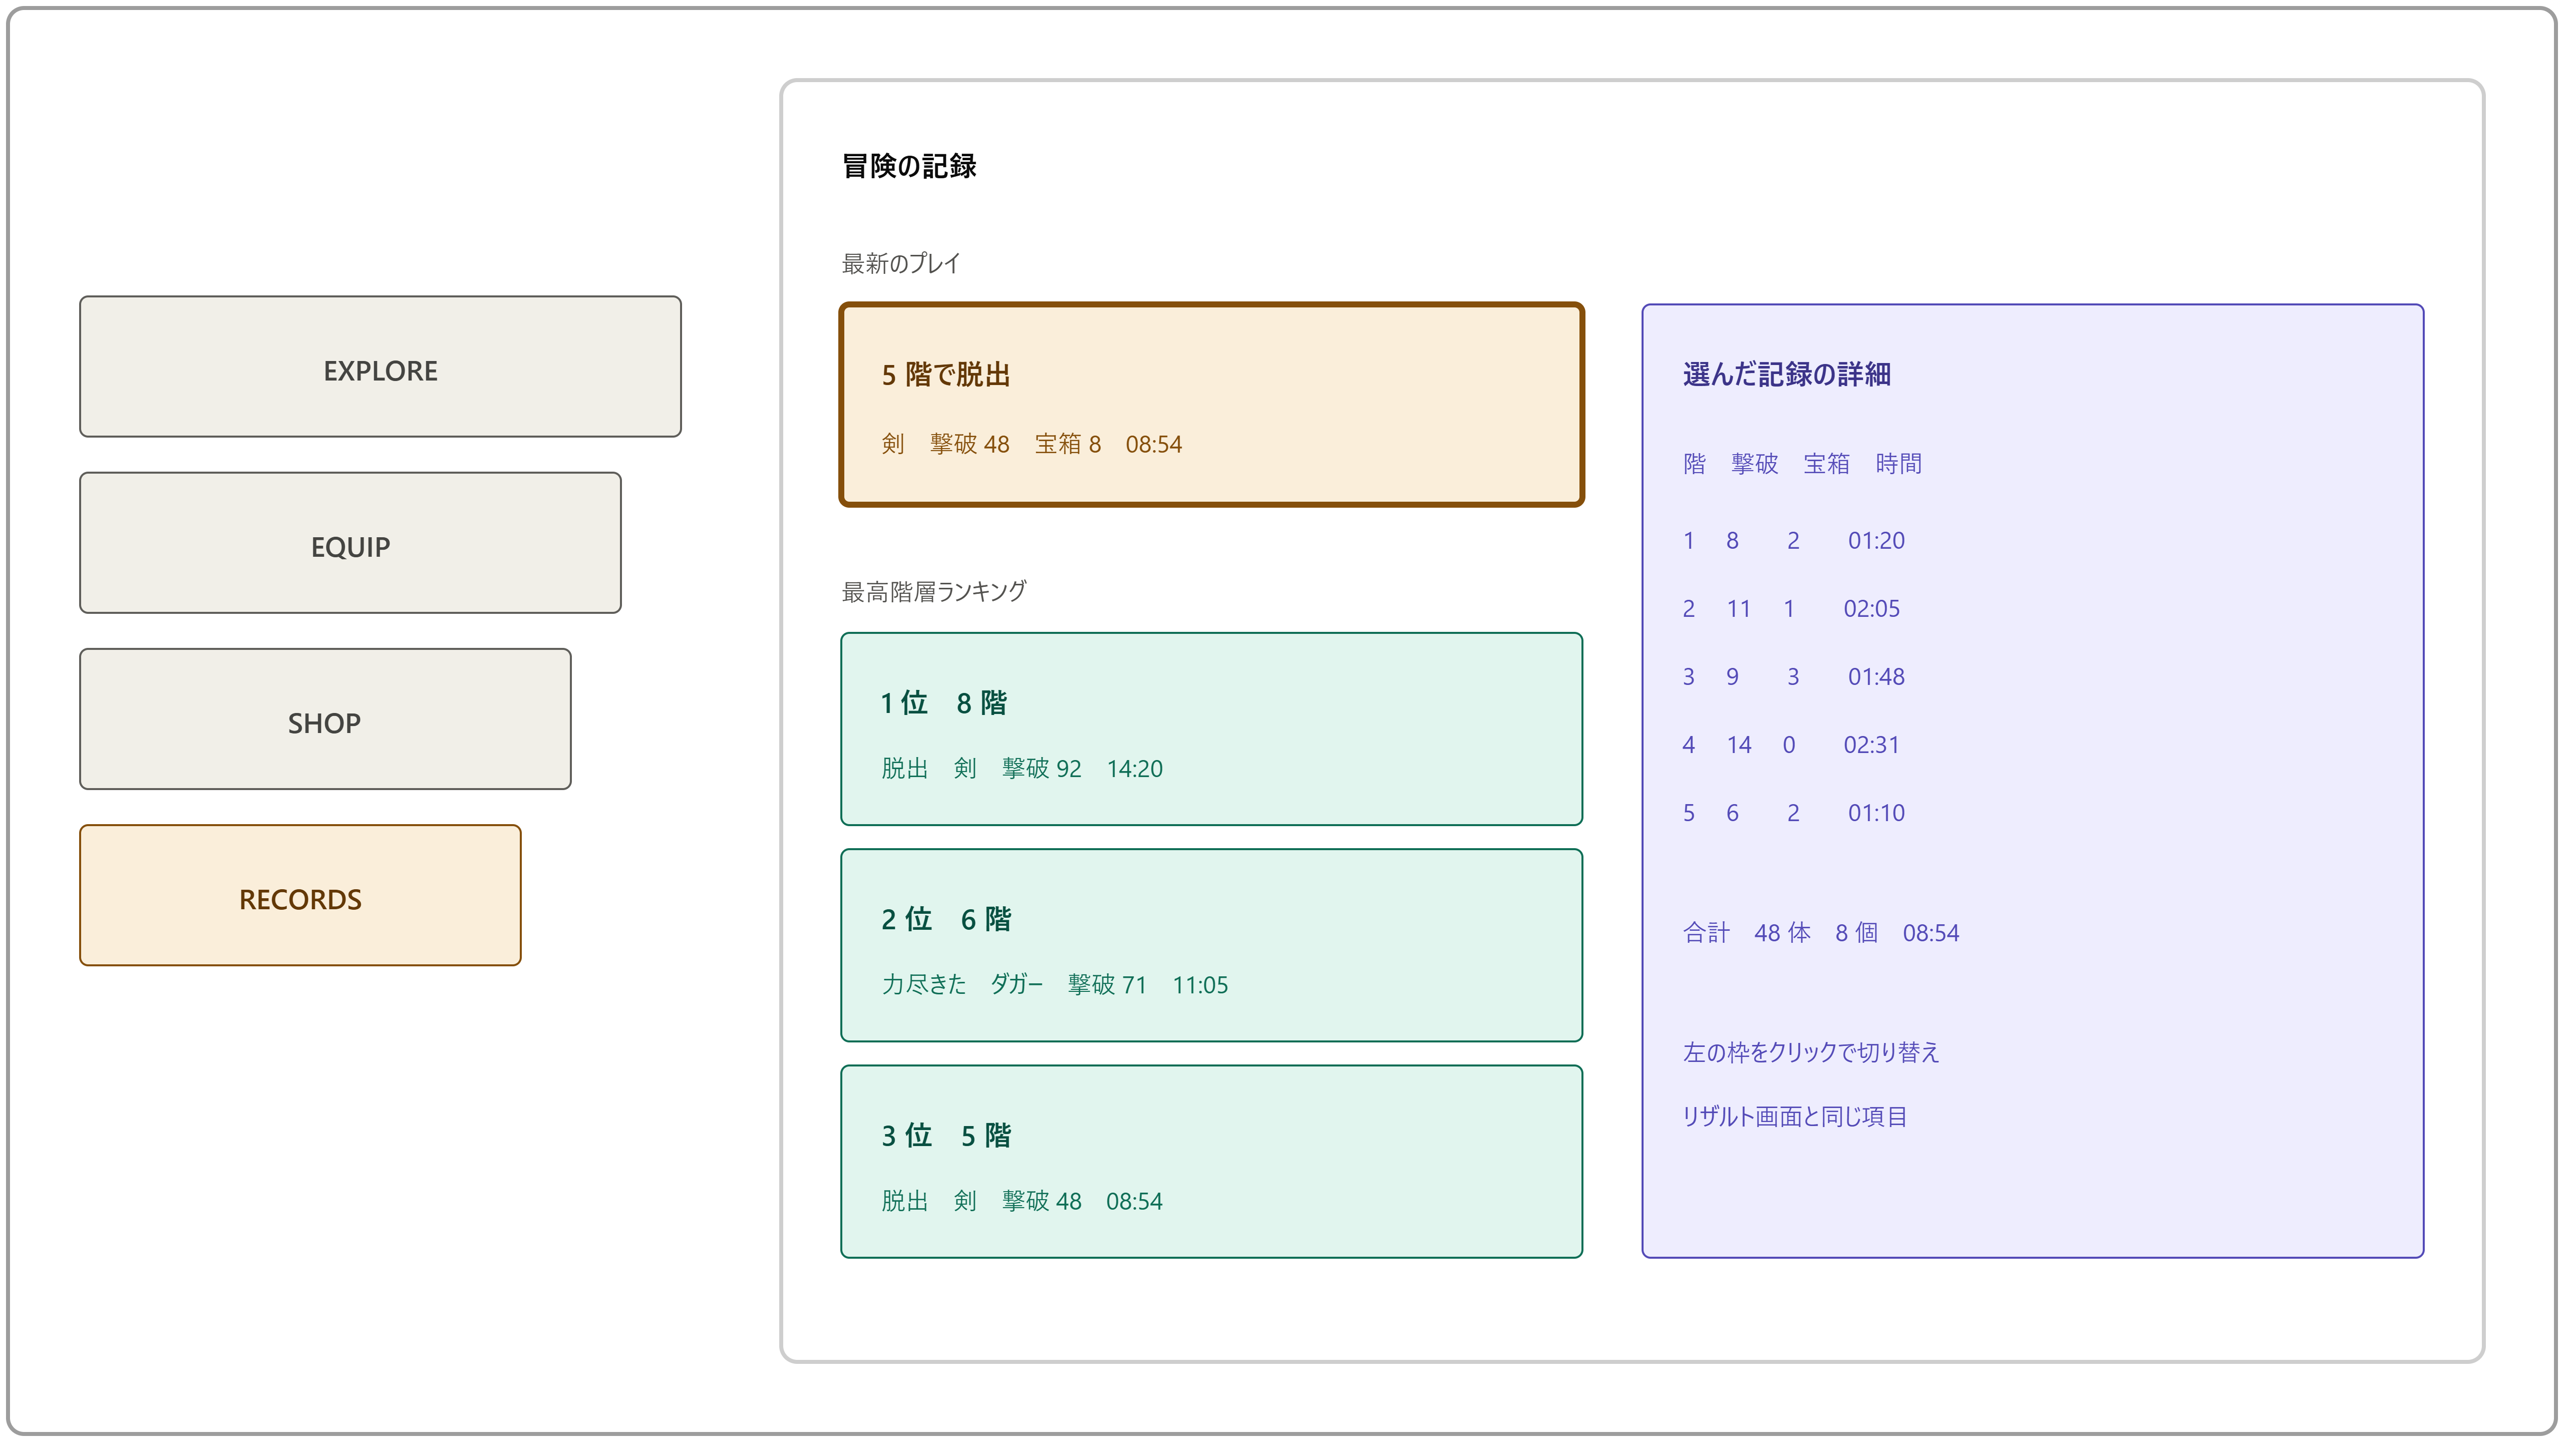 EXPLORE
EQUIP
SHOP
RECORDS
冒険の記録
最新のプレイ
5 階で脱出
剣　撃破 48　宝箱 8　08:54
最高階層ランキング
1 位　8 階
脱出　剣　撃破 92　14:20
2 位　6 階
力尽きた　ダガー　撃破 71　11:05
3 位　5 階
脱出　剣　撃破 48　08:54
選んだ記録の詳細
階　撃破　宝箱　時間
1　8　2　01:20
2　11　1　02:05
3　9　3　01:48
4　14　0　02:31
5　6　2　01:10
合計　48 体　8 個　08:54
左の枠をクリックで切り替え
リザルト画面と同じ項目